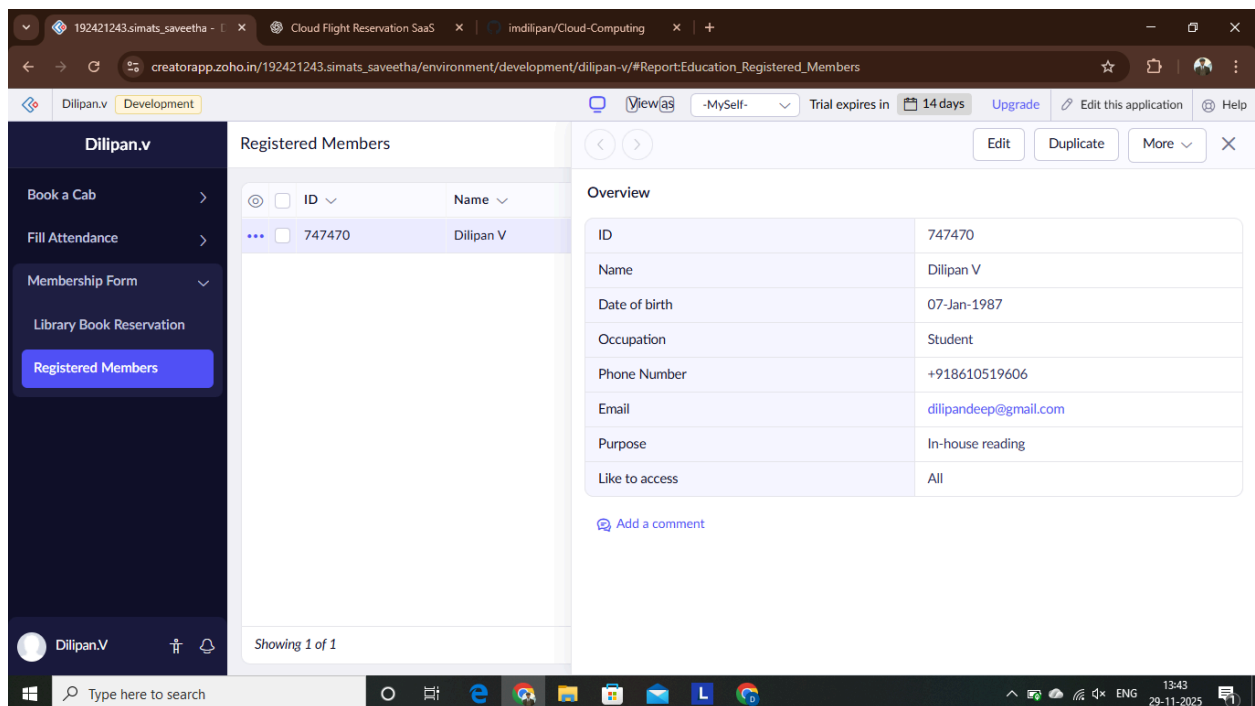 192421243.simats_saveetha -
Cloud Flight Reservation SaaS
imdilipan/Cloud-Computing
creatorapp.zoho.in/192421243.simats_saveetha/environment/development/dilipan-v/#Report:Education_Registered_Members
Dilipan.v Development
View as -MySelf- Trial expires in 14 days Upgrade Edit this application Help
Dilipan.v
Book a Cab
Fill Attendance
Membership Form
Library Book Reservation
Registered Members
Dilipan.V
Registered Members
ID Name
747470 Dilipan V
Showing 1 of 1
Edit Duplicate More
Overview
ID 747470
Name Dilipan V
Date of birth 07-Jan-1987
Occupation Student
Phone Number +918610519606
Email dilipandeep@gmail.com
Purpose In-house reading
Like to access All
Add a comment
Type here to search
L
ENG
13:43
29-11-2025